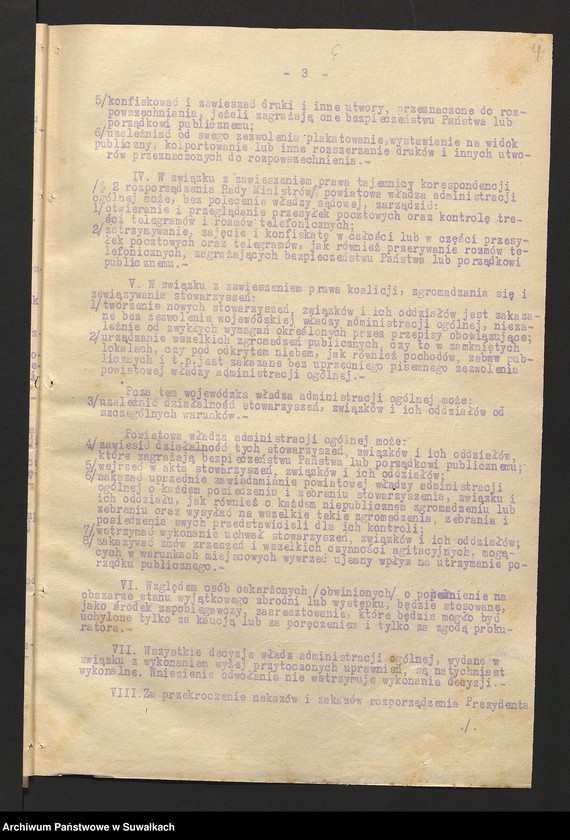 4
- 3 -
5/konfiskować i zawieszać druki i inne utwory, przeznaczone do roz-
powszechniania, jeżeli zagrażają one bezpieczeństwu Państwa lub
porządkowi publicznemu;
6/uzależniać od swego zezwolenia plakatowanie,wystawienie na widok
publiczny, kolportowanie lub inne rozszerzanie druków i innych utwo-
rów przeznaczonych do rozpowszechnienia.-
IV. W związku z zawieszeniem prawa tajemnicy korespondencji
/§ 2 rozporządzenia Rady Ministrów/ powiatowa władza administracji
ogólnej może, bez polecenia władzy sądowej, zarządzić:
1/otwieranie i przeglądanie przesyłek pocztowych oraz kontrolę tre-
ści telegramów i rozmów telefonicznych;
2/zatrzymywanie, zajęcie i konfiskatę w całości lub w części przesy-
łek pocztowych oraz telegramów, jak również przerywanie rozmów te-
lefonicznych, zagrażających bezpieczeństwu Państwa lub porządkowi
publicznemu.-
V. W związku z zawieszeniem prawa koalicji, zgromadzania się i
zawiązywania stowarzyszeń:
1/tworzenie nowych stowarzyszeń, związków i ich oddziałów jest zakaza-
ne bez zezwolenia wojewódzkiej władzy administracji ogólnej, nieza-
leżnie od zwykłych wymagań określonych przez przepisy obowiązujące;
2/urządzanie wszelkich zgromadzeń publicznych, czy to w zamkniętych
lokalach, czy pod odkrytem niebem, jak również pochodów, zabaw pub-
licznych i t.p.jest zakazane bez uprzedniego pisemnego zezwolenia
powiatowej władzy administracji ogólnej.-
Poza tem wojewódzka władza administracji ogólnej może:
3/uzależnić działalność stowarzyszeń, związków i ich oddziałów od
szczególnych warunków.-
Powiatowa władza administracji ogólnej może:
4/zawiesić działalność tych stowarzyszeń, związków i ich oddziałów,
które zagrażają bezpieczeństwu Państwa lub porządkowi publicznemu;
5/wejrzeć w akta stowarzyszeń, związków i ich oddziałów;
6/nakazać uprzednie zawiadamianie powiatowej władzy administracji
ogólnej o każdem posiedzeniu i zebraniu stowarzyszenia, związku i
ich oddziału, jak również o każdem niepublicznem zgromadzeniu lub
zebraniu oraz wysyłać na wszelkie takie zgromadzenia, zebrania i
posiedzenia swych przedstawicieli dla ich kontroli;
7/wstrzymać wykonanie uchwał stowarzyszeń, związków i ich oddziałów;
8/zakazywać zmów zrzeszeń i wszelkich czynności agitacyjnych, mogą-
cych w warunkach miejscowych wywrzeć ujemny wpływ na utrzymanie po-
rządku publicznego.-
VI. Względem osób oskarżonych /obwinionych/ o popełnienie na
obszarze stanu wyjątkowego zbrodni lub występku, będzie stosowane,
jako środek zapobiegawczy, zaaresztowanie, które będzie mogło być
uchylone tylko za kaucją lub za poręczeniem i tylko za zgodą proku-
ratora.-
VII. Wszystkie decyzje władz administracji ogólnej, wydane w
związku z wykonaniem wyżej przytoczonych uprawnień, są natychmiast
wykonalne. Wniesienie odwołania nie wstrzymuje wykonania decyzji.-
VIII.Za przekroczenie nakazów i zakazów rozporządzenia Prezydenta
./.
Archiwum Państwowe w Suwałkach